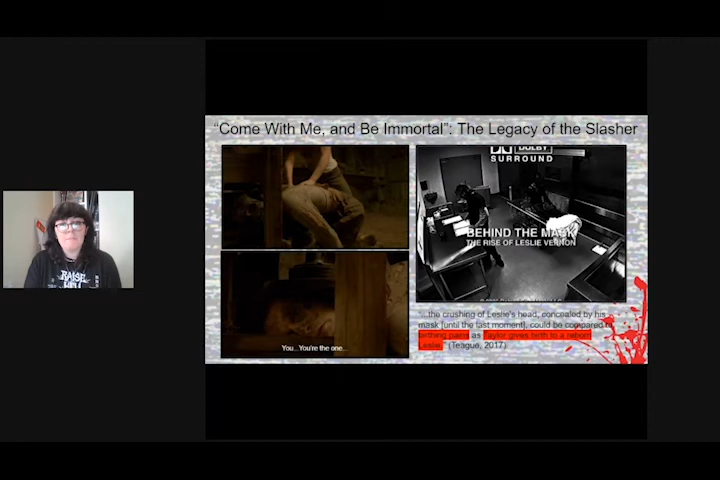 “Come With Me, and Be Immortal”: The Legacy of the Slasher
DOLBY
SURROUND
BEHIND THE MASK
THE RISE OF LESLIE VERNON
You...You're the one...
RAISE
HELL
“...the crushing of Leslie's head, concealed by his
mask [until the last moment], could be compared to
birthing pains as Taylor gives birth to a reborn
Leslie.” (Teague, 2017)